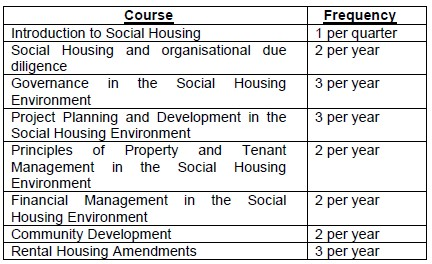 Course Frequency
Introduction to Social Housing 1 per quarter
Social Housing and organisational due 2 per year
diligence
Governance in the Social Housing 3 per year
Environment
Project Planning and Development in the 3 per year
Social Housing Environment
Principles of Property and Tenant 2 per year
Management in the Social Housing
Environment
Financial Management in the Social 2 per year
Housing Environment
Community Development 2 per year
Rental Housing Amendments 3 per year